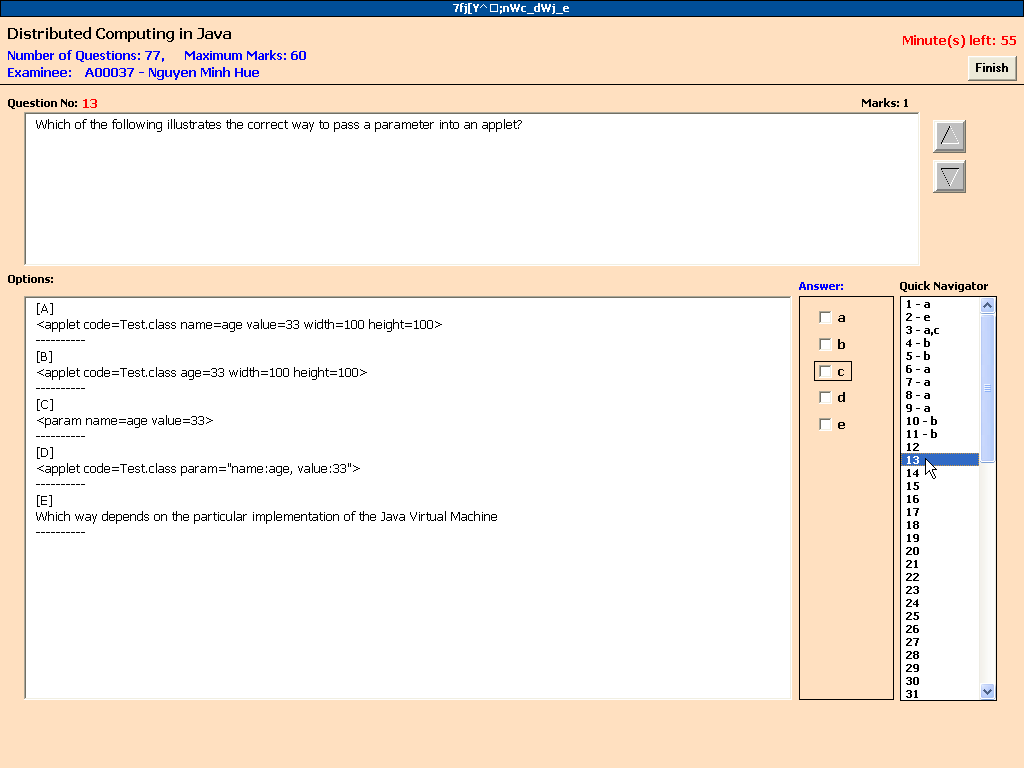 7fj[Y^ □;nWc_dWj_e
Distributed Computing in Java
Number of Questions: 77, Maximum Marks: 60
Minute(s) left: 55
Examinee: A00037 - Nguyen Minh Hue
Finish
Question No: 13
Marks: 1
Which of the following illustrates the correct way to pass a parameter into an applet?
Options:
[A]
<applet code=Test.class name=age value=33 width=100 height=100>
----------
[B]
<applet code=Test.class age=33 width=100 height=100>
----------
[C]
<param name=age value=33>
----------
[D]
<applet code=Test.class param="name:age, value:33">
----------
[E]
Which way depends on the particular implementation of the Java Virtual Machine
----------
Answer:
a
b
c
d
e
Quick Navigator
1 - a
2 - e
3 - a,c
4 - b
5 - b
6 - a
7 - a
8 - a
9 - a
10 - b
11 - b
12
13
14
15
16
17
18
19
20
21
22
23
24
25
26
27
28
29
30
31